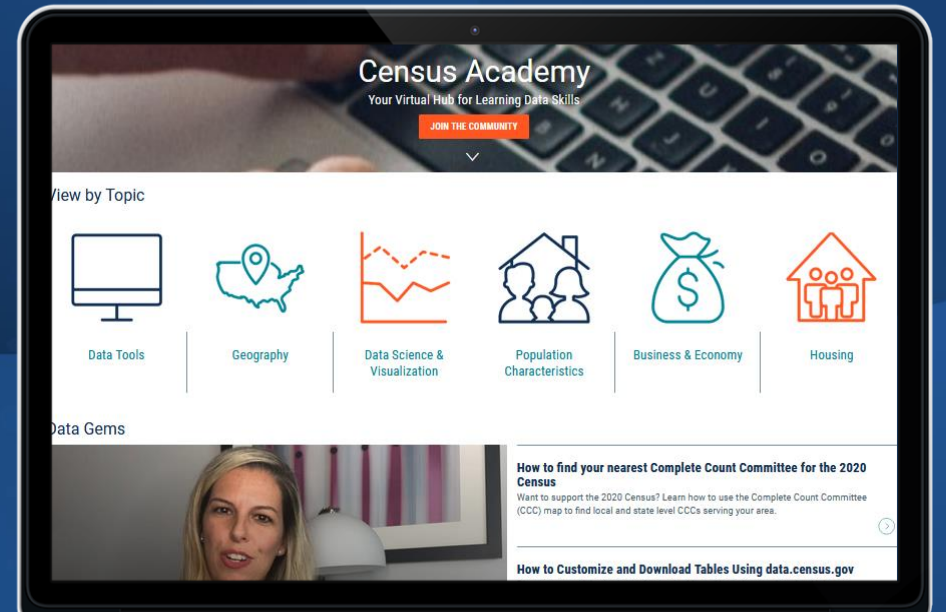 Census Academy
Your Virtual Hub for Learning Data Skills
JOIN THE COMMUNITY
View by Topic
Data Tools
Geography
Data Science &
Visualization
Population
Characteristics
Business & Economy
Housing
Data Gems
How to find your nearest Complete Count Committee for the 2020
Census
Want to support the 2020 Census? Learn how to use the Complete Count Committee
(CCC) map to find local and state level CCCs serving your area.
How to Customize and Download Tables Using data.census.gov